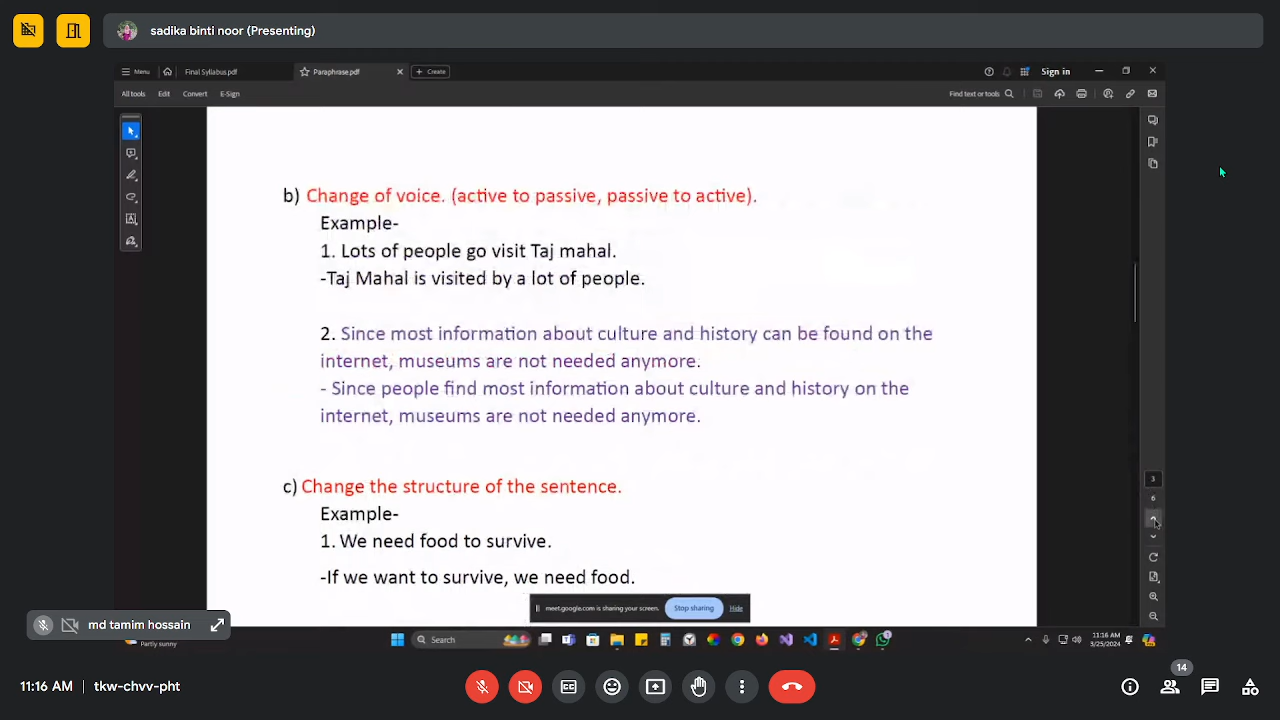 sadika binti noor (Presenting)
Menu
Final Syllabus.pdf
Paraphrase.pdf
Create
Sign in
All tools Edit Convert E-Sign
Find text or tools
b) Change of voice. (active to passive, passive to active).
Example-
1. Lots of people go visit Taj mahal.
-Taj Mahal is visited by a lot of people.
2. Since most information about culture and history can be found on the
internet, museums are not needed anymore.
- Since people find most information about culture and history on the
internet, museums are not needed anymore.
c) Change the structure of the sentence.
Example-
1. We need food to survive.
-If we want to survive, we need food.
3
6
meet.google.com is sharing your screen. Stop sharing Hide
md tamim hossain
Partly sunny
Search
11:16 AM
3/25/2024
14
11:16 AM | tkw-chvv-pht